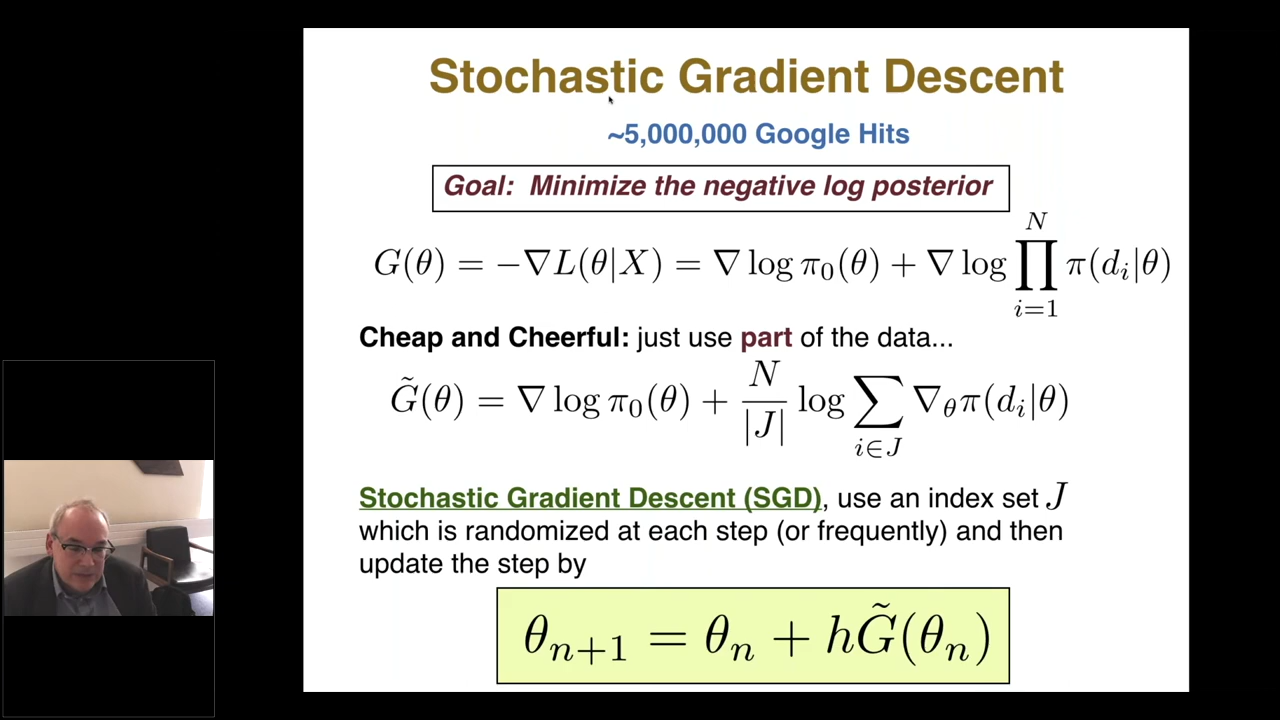 Stochastic Gradient Descent
~5,000,000 Google Hits
Goal: Minimize the negative log posterior
G(θ) = −∇L(θ|X) = ∇ log π₀(θ) + ∇ log ∏_{i=1}^{N} π(d_i|θ)
Cheap and Cheerful: just use part of the data...
G̃(θ) = ∇ log π₀(θ) + N/|J| log ∑_{i∈J} ∇_θ π(d_i|θ)
Stochastic Gradient Descent (SGD), use an index set J
which is randomized at each step (or frequently) and then
update the step by
θ_{n+1} = θ_n + hG̃(θ_n)